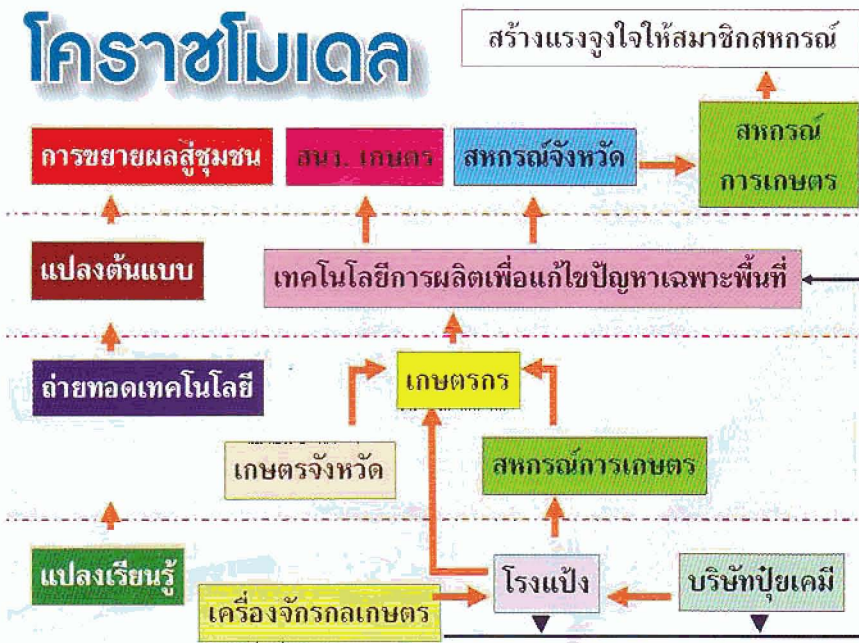 โคราชโมเดล
สร้างแรงจูงใจให้สมาชิกสหกรณ์
การขยายผลสู่ชุมชน
สนง. เกษตร
สหกรณ์จังหวัด
สหกรณ์
การเกษตร
แปลงต้นแบบ
เทคโนโลยีการผลิตเพื่อแก้ไขปัญหาเฉพาะพื้นที่
ถ่ายทอดเทคโนโลยี
เกษตรกร
เกษตรจังหวัด
สหกรณ์การเกษตร
แปลงเรียนรู้
เครื่องจักรกลเกษตร
โรงแป้ง
บริษัทปุ๋ยเคมี